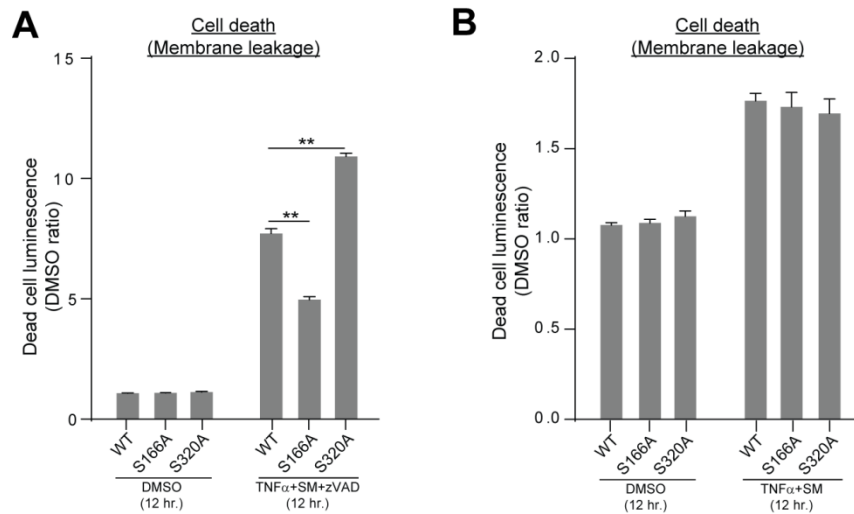 A
Cell death
(Membrane leakage)
Dead cell luminescence
(DMSO ratio)
15
10
5
0
**
**
WT
S166A
S320A
WT
S166A
S320A
DMSO
(12 hr.)
TNFα+SM+zVAD
(12 hr.)
B
Cell death
(Membrane leakage)
Dead cell luminescence
(DMSO ratio)
2.0
1.5
1.0
0.5
0.0
WT
S166A
S320A
WT
S166A
S320A
DMSO
(12 hr.)
TNFα+SM
(12 hr.)